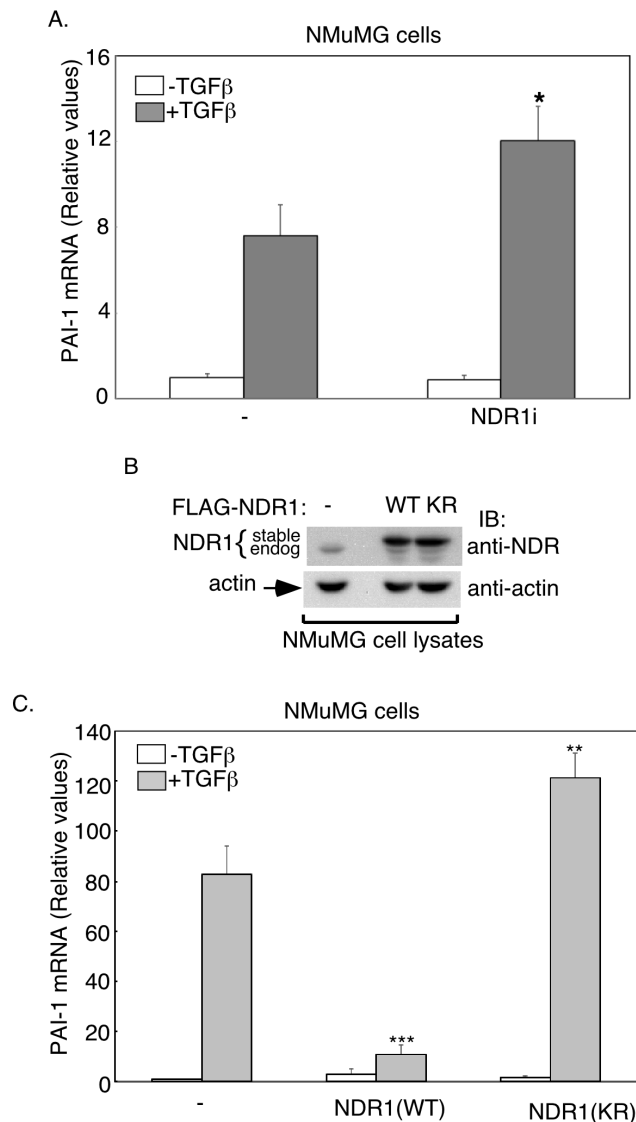 A.
NMuMG cells
16
12
8
4
0
PAI-1 mRNA (Relative values)
-TGFβ
+TGFβ
*
-
NDR1i
B
FLAG-NDR1: - WT KR IB:
NDR1{ stable
endog
anti-NDR
actin
anti-actin
NMuMG cell lysates
C.
NMuMG cells
140
120
100
80
60
40
20
0
PAI-1 mRNA (Relative values)
-TGFβ
+TGFβ
***
**
-
NDR1(WT)
NDR1(KR)